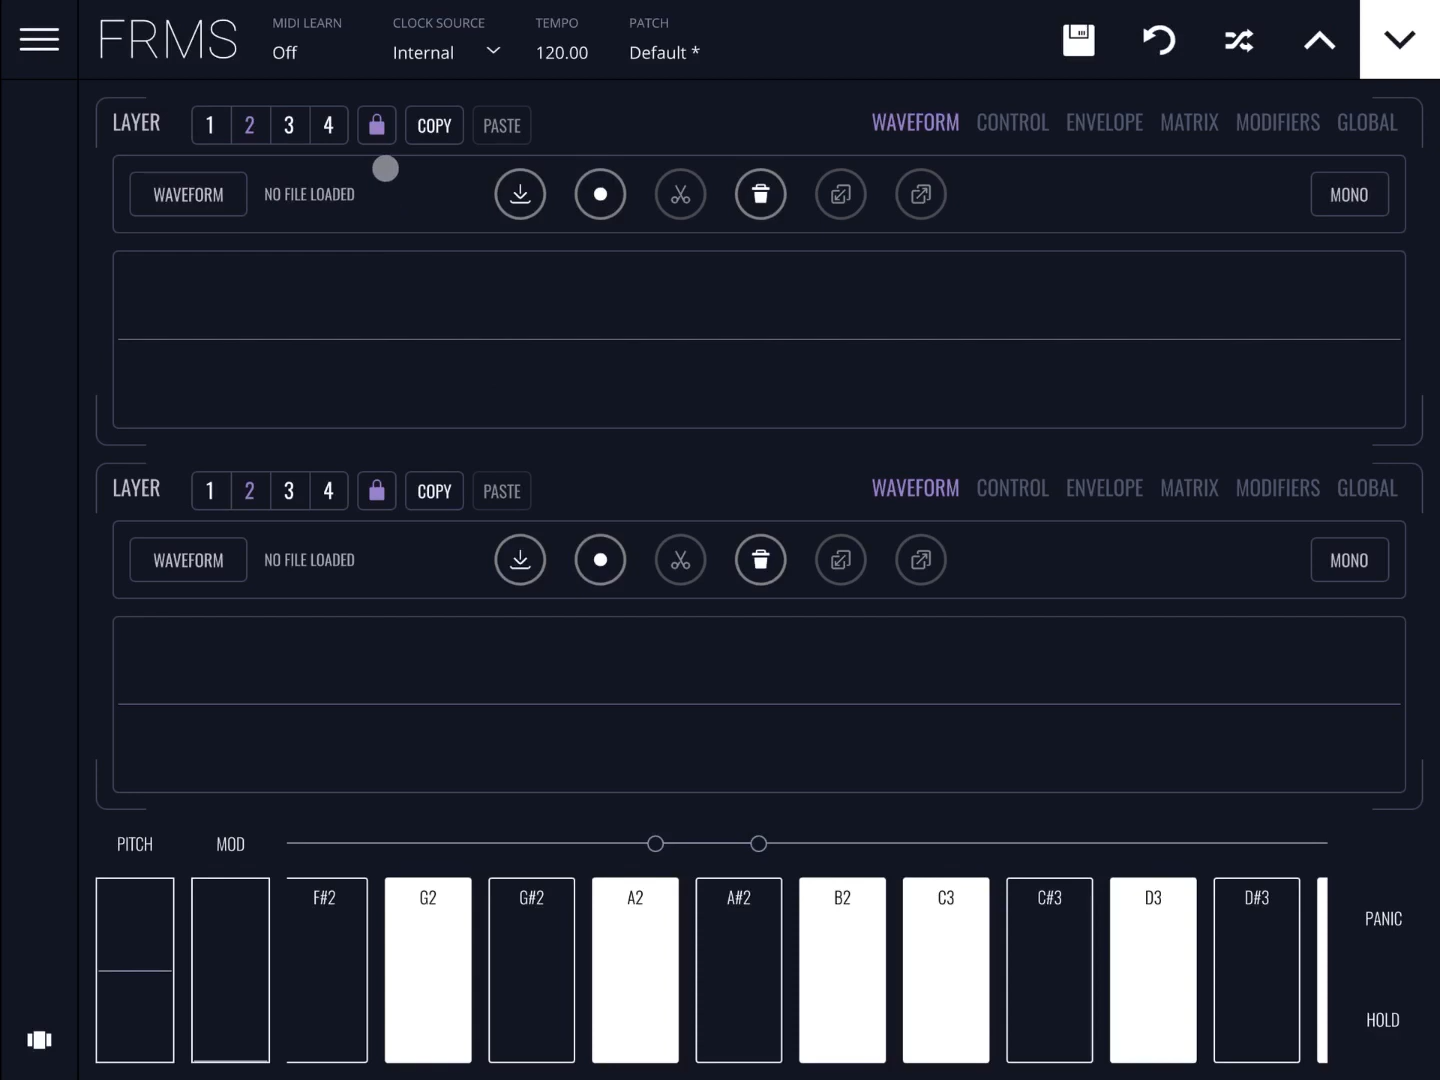 FRMS
MIDI LEARN
Off
CLOCK SOURCE
Internal
TEMPO
120.00
PATCH
Default *
LAYER 1 2 3 4 COPY PASTE WAVEFORM CONTROL ENVELOPE MATRIX MODIFIERS GLOBAL
WAVEFORM NO FILE LOADED MONO
LAYER 1 2 3 4 COPY PASTE WAVEFORM CONTROL ENVELOPE MATRIX MODIFIERS GLOBAL
WAVEFORM NO FILE LOADED MONO
PITCH MOD
F#2 G2 G#2 A2 A#2 B2 C3 C#3 D3 D#3
PANIC
HOLD